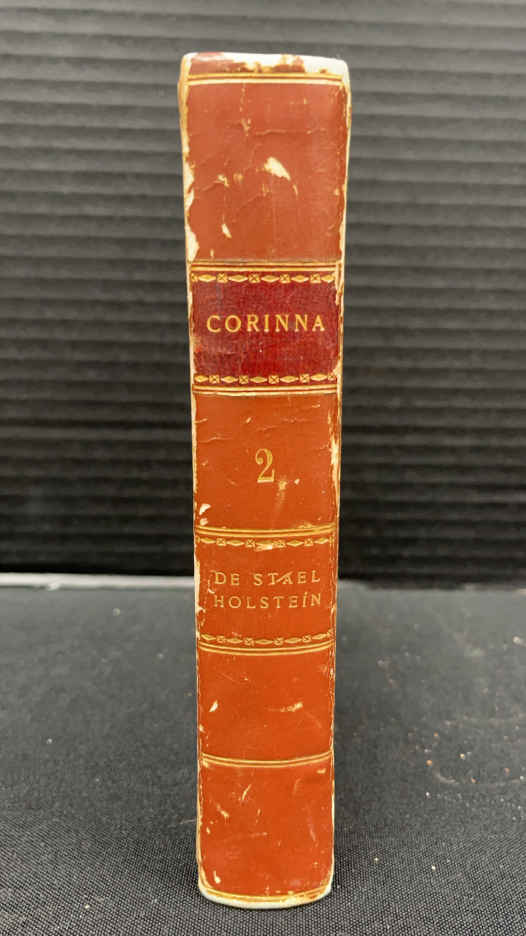 CORINNA
2
DE STAEL
HOLSTEIN